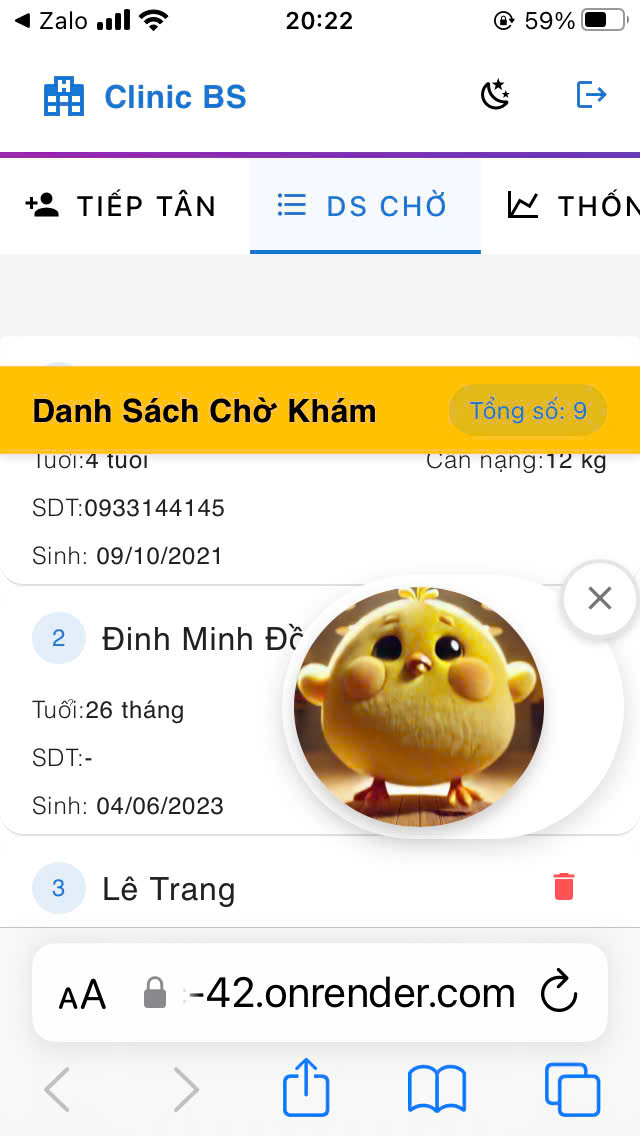 Zalo 20:22 59%
Clinic BS
TIẾP TÂN DS CHỜ THỐN
Danh Sách Chờ Khám Tổng số: 9
Tuổi:4 tuổi Cân nặng:12 kg
SDT:0933144145
Sinh: 09/10/2021
2 Đinh Minh Đồ
Tuổi:26 tháng
SDT:-
Sinh: 04/06/2023
3 Lê Trang
AA -42.onrender.com